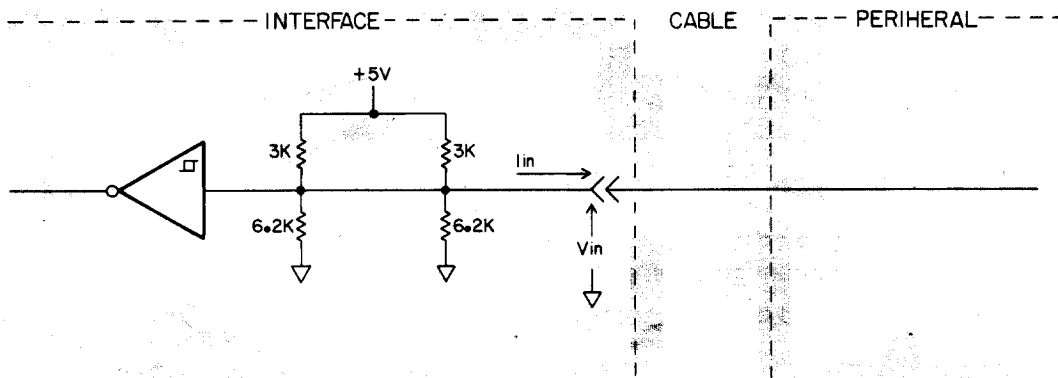 INTERFACE CABLE PERIHERAL
+5V
3K 3K
Iin
6.2K 6.2K
Vin